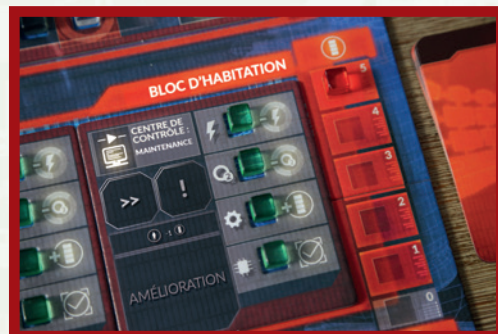 BLOC D'HABITATION
CENTRE DE
CONTRÔLE :
MAINTENANCE
>>
!
AMÉLIORATION
5
4
3
2
1
0